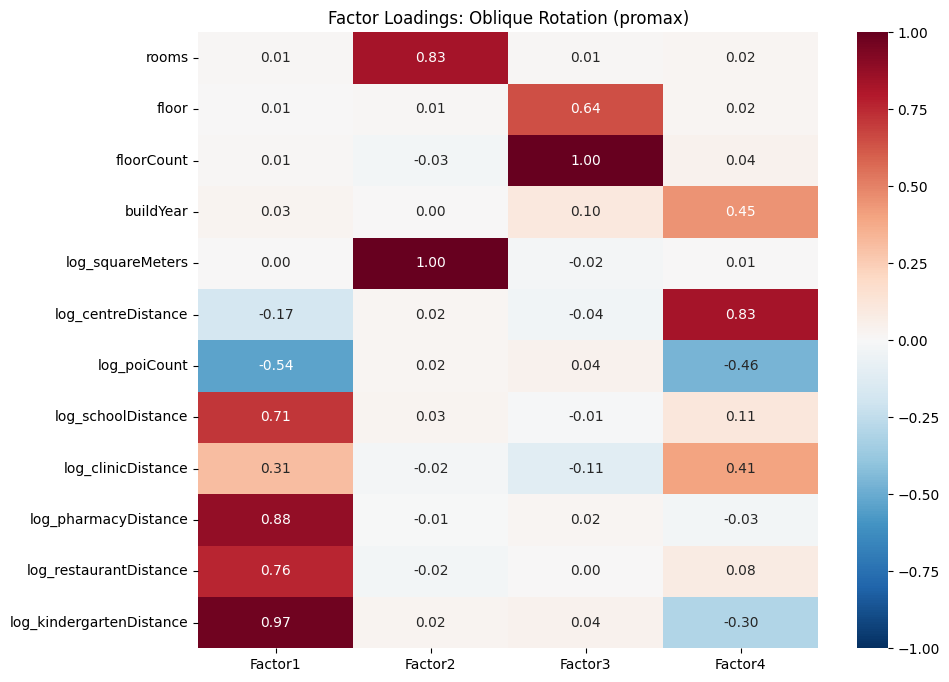 Factor Loadings: Oblique Rotation (promax)
rooms 0.01 0.83 0.01 0.02
floor 0.01 0.01 0.64 0.02
floorCount 0.01 -0.03 1.00 0.04
buildYear 0.03 0.00 0.10 0.45
log_squareMeters 0.00 1.00 -0.02 0.01
log_centreDistance -0.17 0.02 -0.04 0.83
log_poiCount -0.54 0.02 0.04 -0.46
log_schoolDistance 0.71 0.03 -0.01 0.11
log_clinicDistance 0.31 -0.02 -0.11 0.41
log_pharmacyDistance 0.88 -0.01 0.02 -0.03
log_restaurantDistance 0.76 -0.02 0.00 0.08
log_kindergartenDistance 0.97 0.02 0.04 -0.30
Factor1 Factor2 Factor3 Factor4
1.00
0.75
0.50
0.25
0.00
-0.25
-0.50
-0.75
-1.00